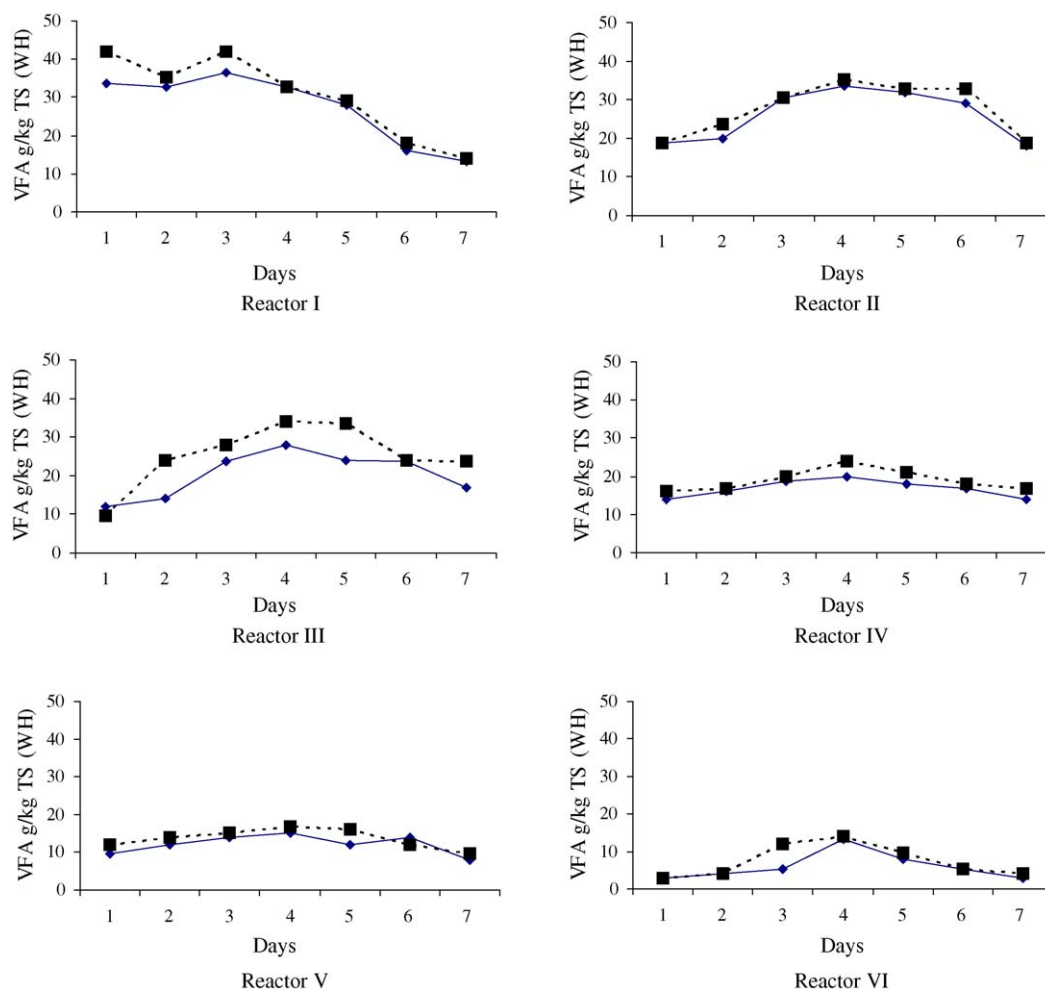 VFA g/kg TS (WH)
50
40
30
20
10
0
1 2 3 4 5 6 7
Days
Reactor I
VFA g/kg TS (WH)
50
40
30
20
10
0
1 2 3 4 5 6 7
Days
Reactor II
VFA g/kg TS (WH)
50
40
30
20
10
0
1 2 3 4 5 6 7
Days
Reactor III
VFA g/kg TS (WH)
50
40
30
20
10
0
1 2 3 4 5 6 7
Days
Reactor IV
VFA g/kg TS (WH)
50
40
30
20
10
0
1 2 3 4 5 6 7
Days
Reactor V
VFA g/kg TS (WH)
50
40
30
20
10
0
1 2 3 4 5 6 7
Days
Reactor VI